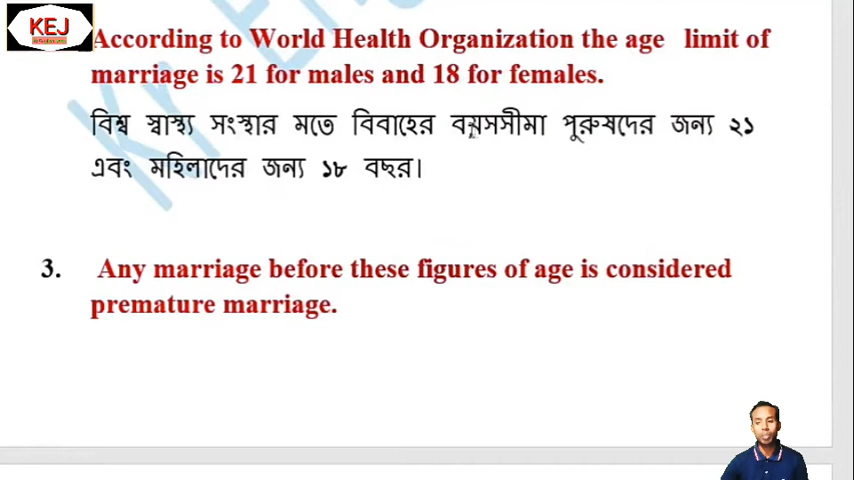 KEJ
According to World Health Organization the age limit of
marriage is 21 for males and 18 for females.
বিশ্ব স্বাস্থ্য সংস্থার মতে বিবাহের বয়সসীমা পুরুষদের জন্য ২১
এবং মহিলাদের জন্য ১৮ বছর।
3. Any marriage before these figures of age is considered
premature marriage.